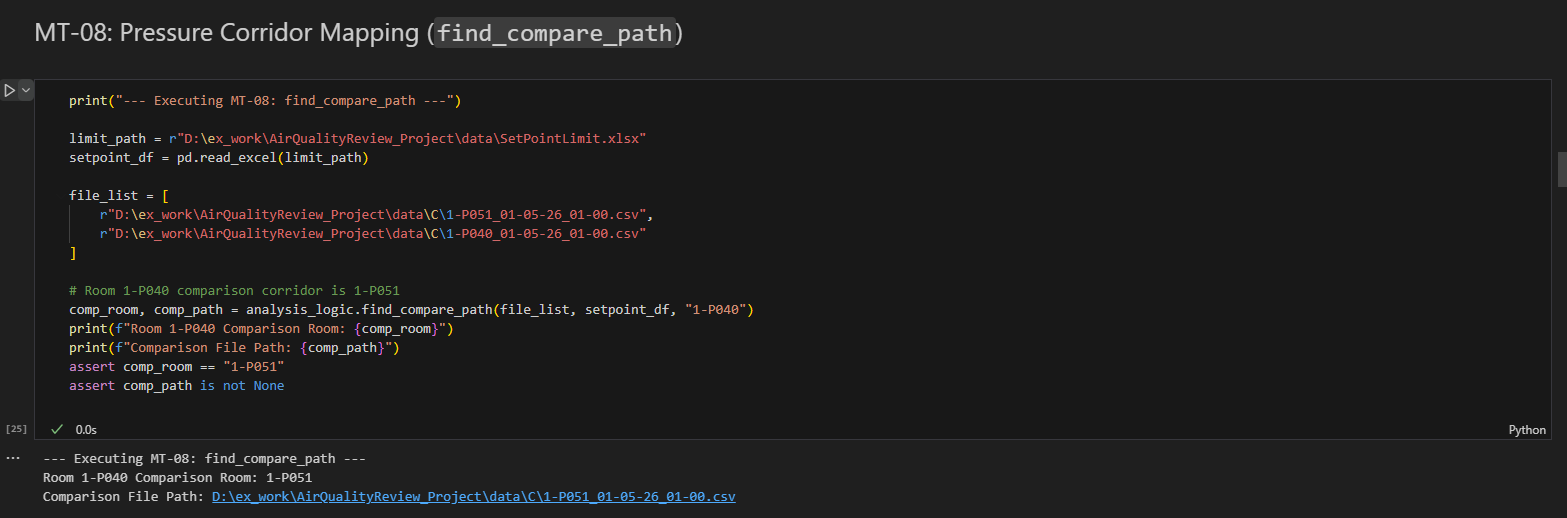 MT-08: Pressure Corridor Mapping (find_compare_path)
print("--- Executing MT-08: find_compare_path ---")
limit_path = r"D:\ex_work\AirQualityReview_Project\data\SetPointLimit.xlsx"
setpoint_df = pd.read_excel(limit_path)
file_list = [
r"D:\ex_work\AirQualityReview_Project\data\C\1-P051_01-05-26_01-00.csv",
r"D:\ex_work\AirQualityReview_Project\data\C\1-P040_01-05-26_01-00.csv"
]
# Room 1-P040 comparison corridor is 1-P051
comp_room, comp_path = analysis_logic.find_compare_path(file_list, setpoint_df, "1-P040")
print(f"Room 1-P040 Comparison Room: {comp_room}")
print(f"Comparison File Path: {comp_path}")
assert comp_room == "1-P051"
assert comp_path is not None
[25] ✓ 0.0s Python
... --- Executing MT-08: find_compare_path ---
Room 1-P040 Comparison Room: 1-P051
Comparison File Path: D:\ex_work\AirQualityReview_Project\data\C\1-P051_01-05-26_01-00.csv